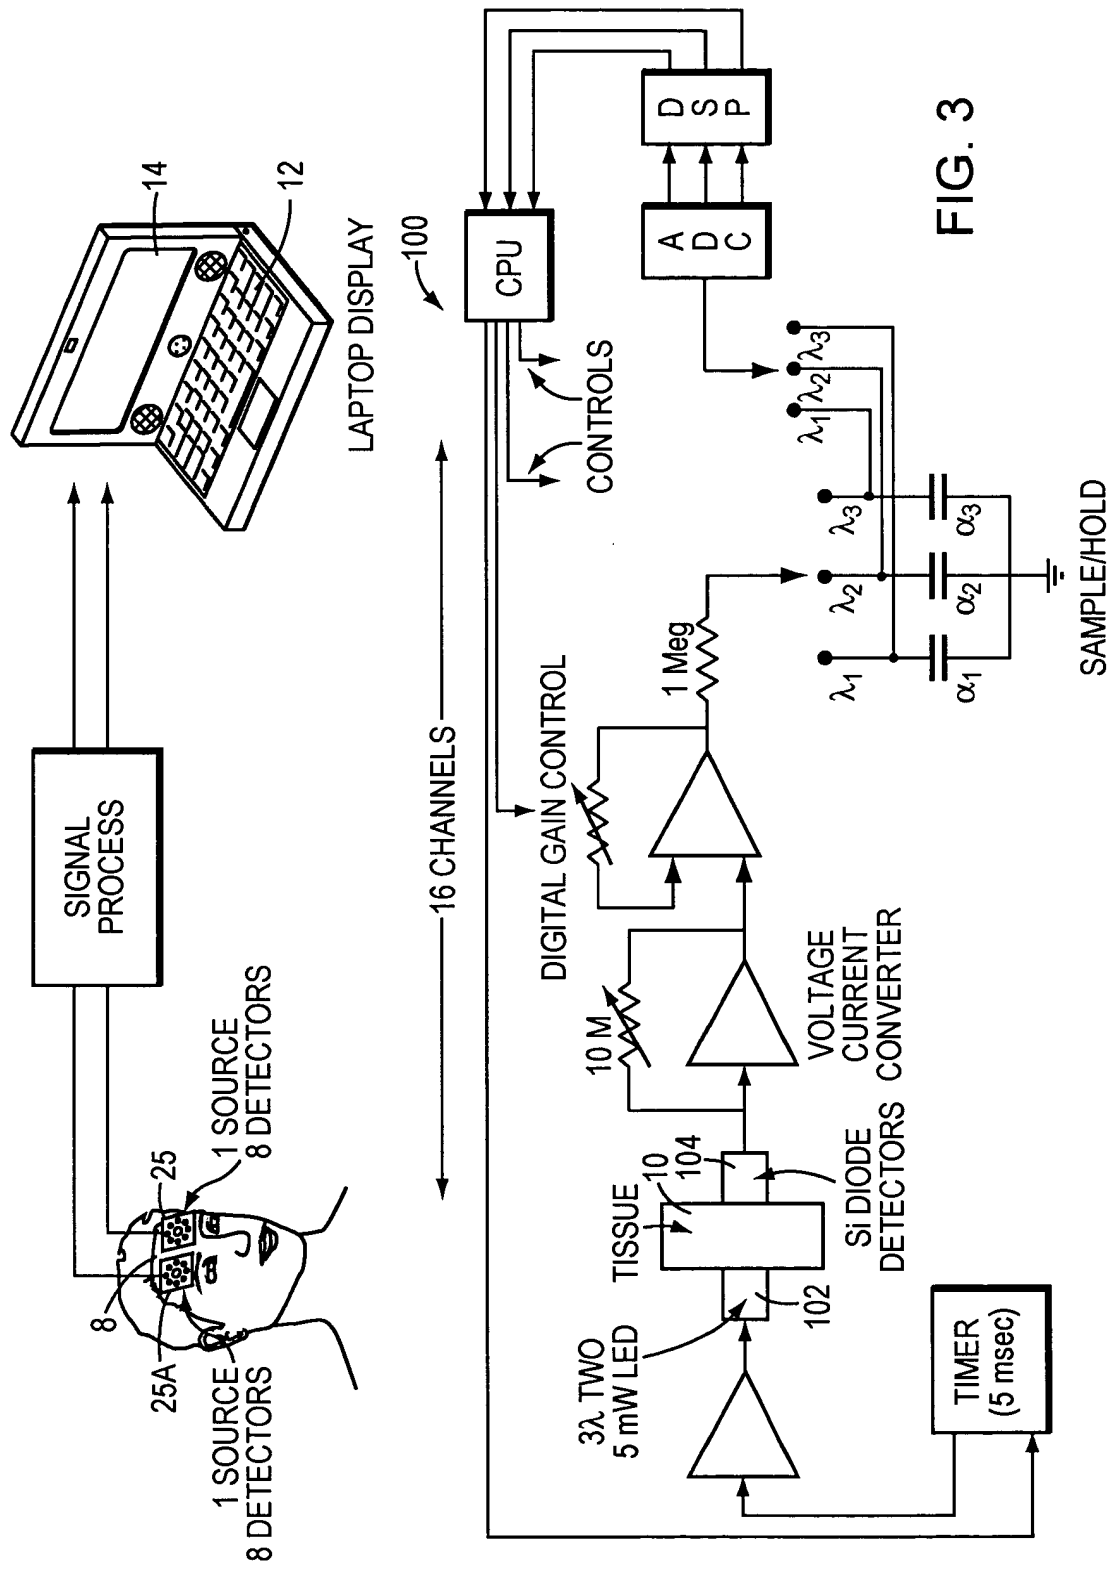 8
25
1 SOURCE
8 DETECTORS
25A
1 SOURCE
8 DETECTORS
SIGNAL
PROCESS
14
12
LAPTOP DISPLAY
16 CHANNELS
100
CPU
CONTROLS
DIGITAL GAIN CONTROL
3λ TWO
5 mW LED
102
TISSUE
10
104
Si DIODE
DETECTORS
10 M
VOLTAGE
CURRENT
CONVERTER
1 Meg
λ1
λ2
λ3
α1
α2
α3
SAMPLE/HOLD
λ1
λ2
λ3
A
D
C
D
S
P
TIMER
(5 msec)
FIG. 3